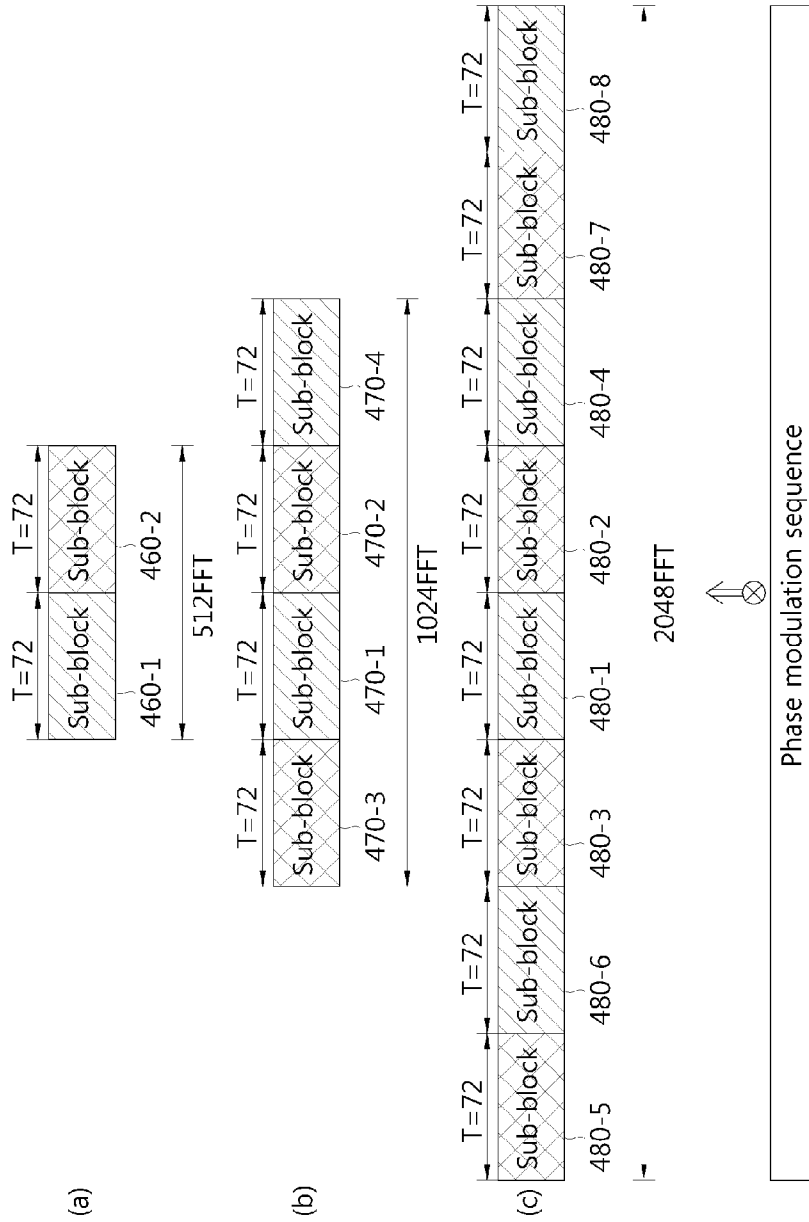 (a)
T=72 T=72
Sub-block Sub-block
460-1 460-2
512FFT
(b)
T=72 T=72 T=72 T=72
Sub-block Sub-block Sub-block Sub-block
470-3 470-1 470-2 470-4
1024FFT
(c)
T=72 T=72 T=72 T=72 T=72 T=72 T=72 T=72
Sub-block Sub-block Sub-block Sub-block Sub-block Sub-block Sub-block Sub-block
480-5 480-6 480-3 480-1 480-2 480-4 480-7 480-8
2048FFT
Phase modulation sequence